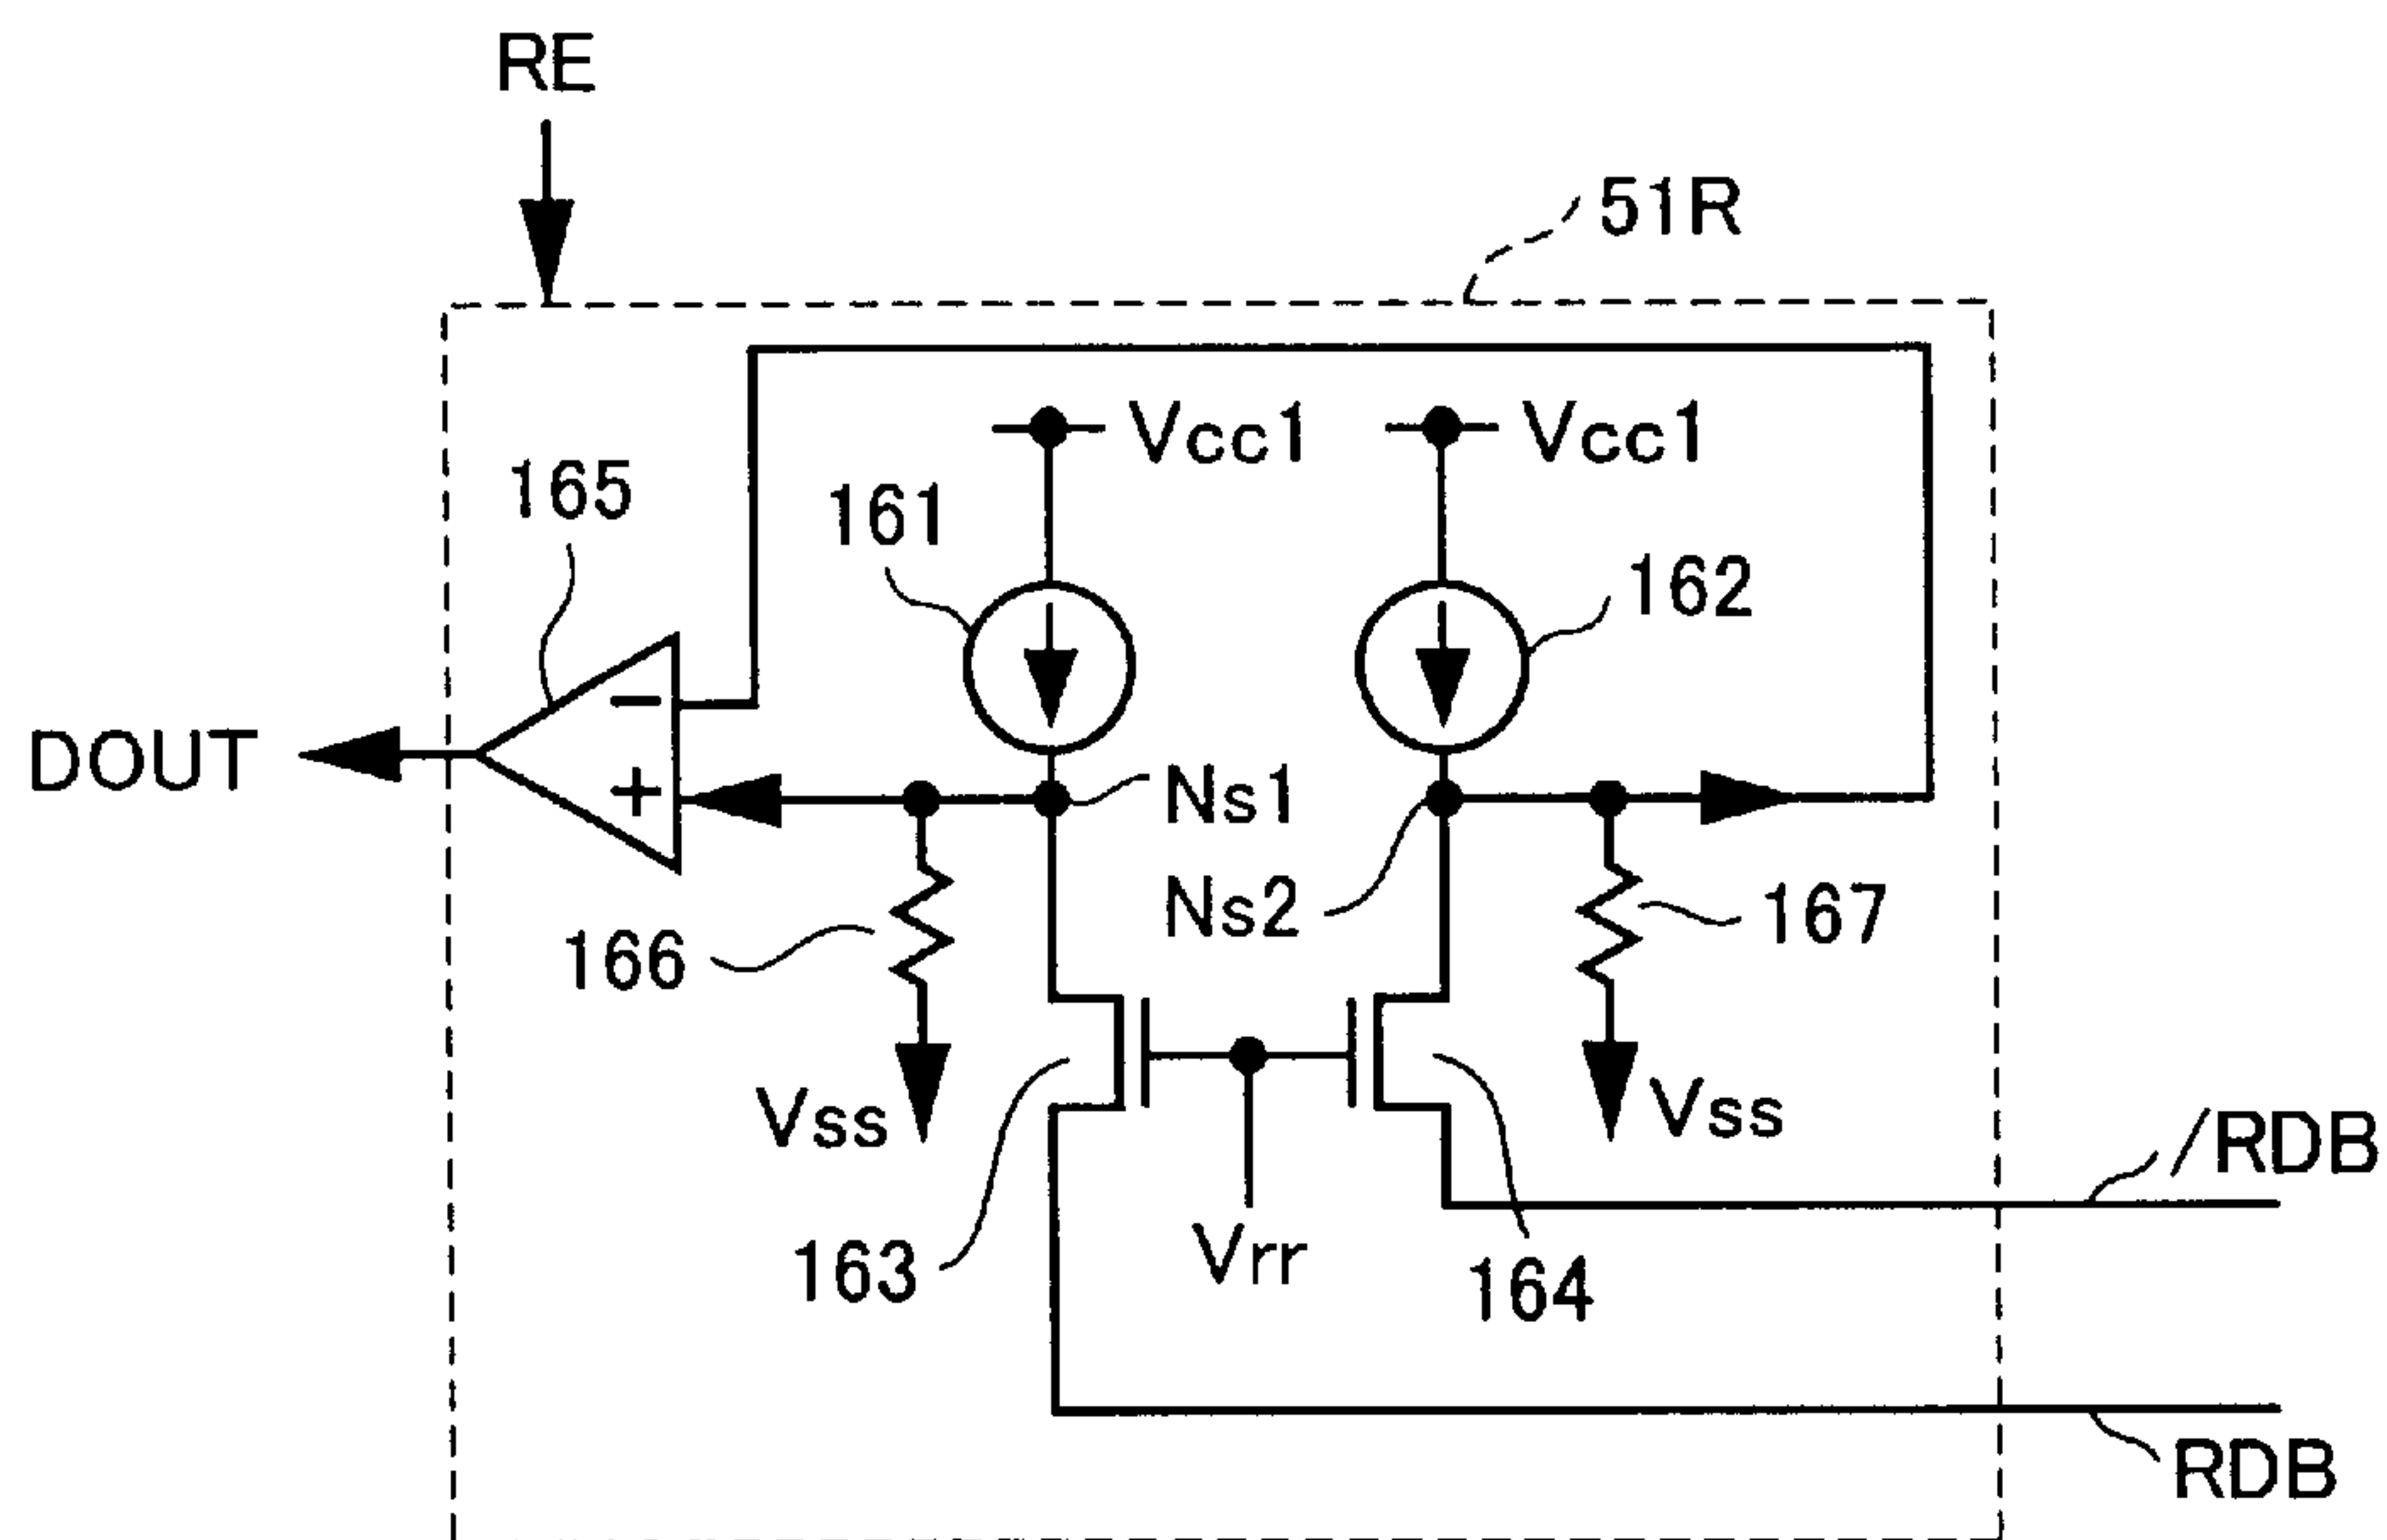 RE
51R
Vcc1
Vcc1
165
161
162
−
DOUT
+
Ns1
Ns2
166
167
Vss
Vss
/RDB
163
Vrr
164
RDB